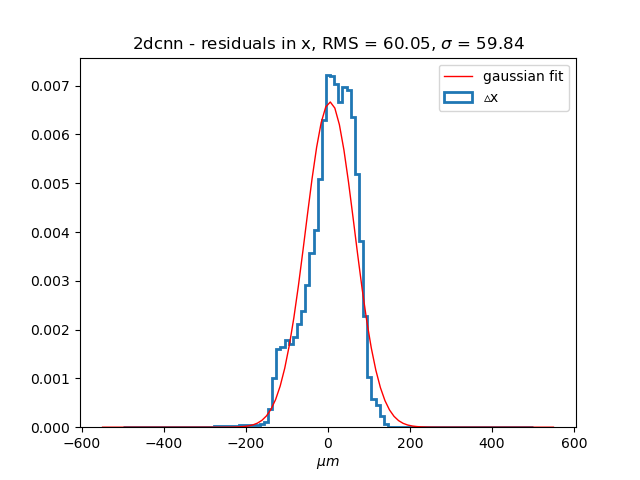 2dcnn - residuals in x, RMS = 60.05, σ = 59.84
gaussian fit
△x
0.007
0.006
0.005
0.004
0.003
0.002
0.001
0.000
−600 −400 −200 0 200 400 600
μm